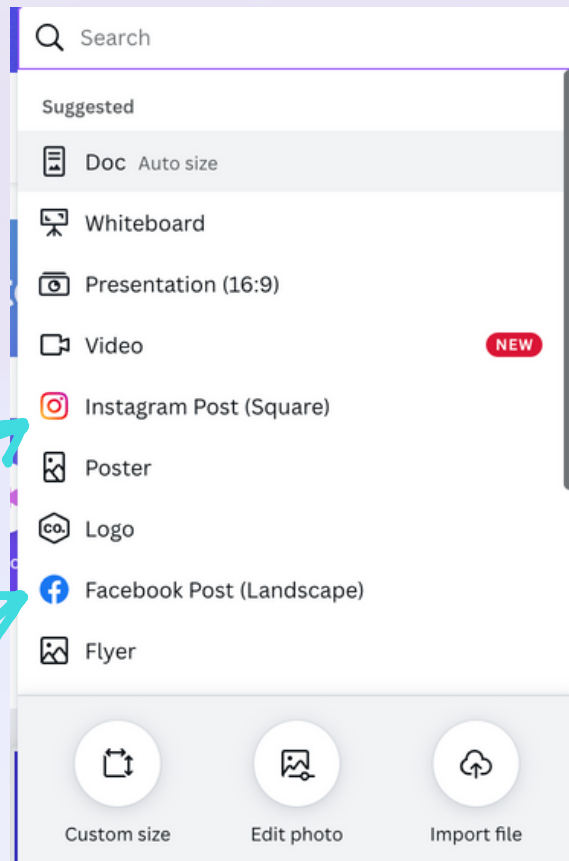 Search
Suggested
Doc Auto size
Whiteboard
Presentation (16:9)
Video NEW
Instagram Post (Square)
Poster
CO. Logo
Facebook Post (Landscape)
Flyer
Custom size Edit photo Import file